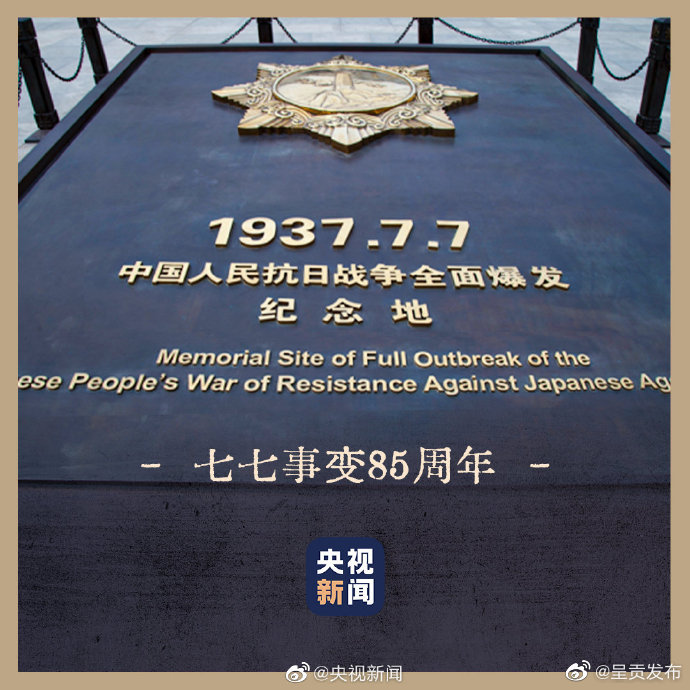 1937.7.7
中国人民抗日战争全面爆发
纪念地
Memorial Site of Full Outbreak of the
ese People's War of Resistance Against Japanese Ag
- 七七事变85周年 -
央视
新闻
@央视新闻
@呈贡发布